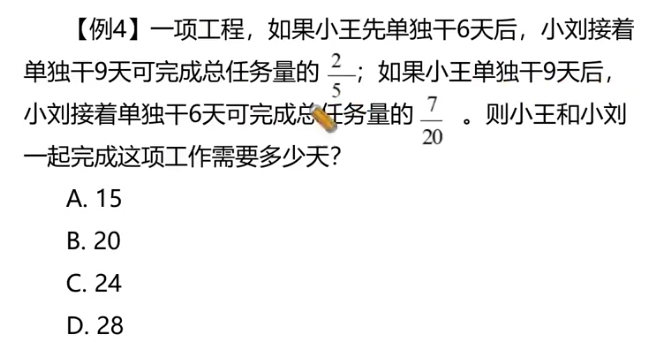 【例4】一项工程，如果小王先单独干6天后，小刘接着
单独干9天可完成总任务量的 2/5；如果小王单独干9天后，
小刘接着单独干6天可完成总任务量的 7/20 。则小王和小刘
一起完成这项工作需要多少天？
A. 15
B. 20
C. 24
D. 28